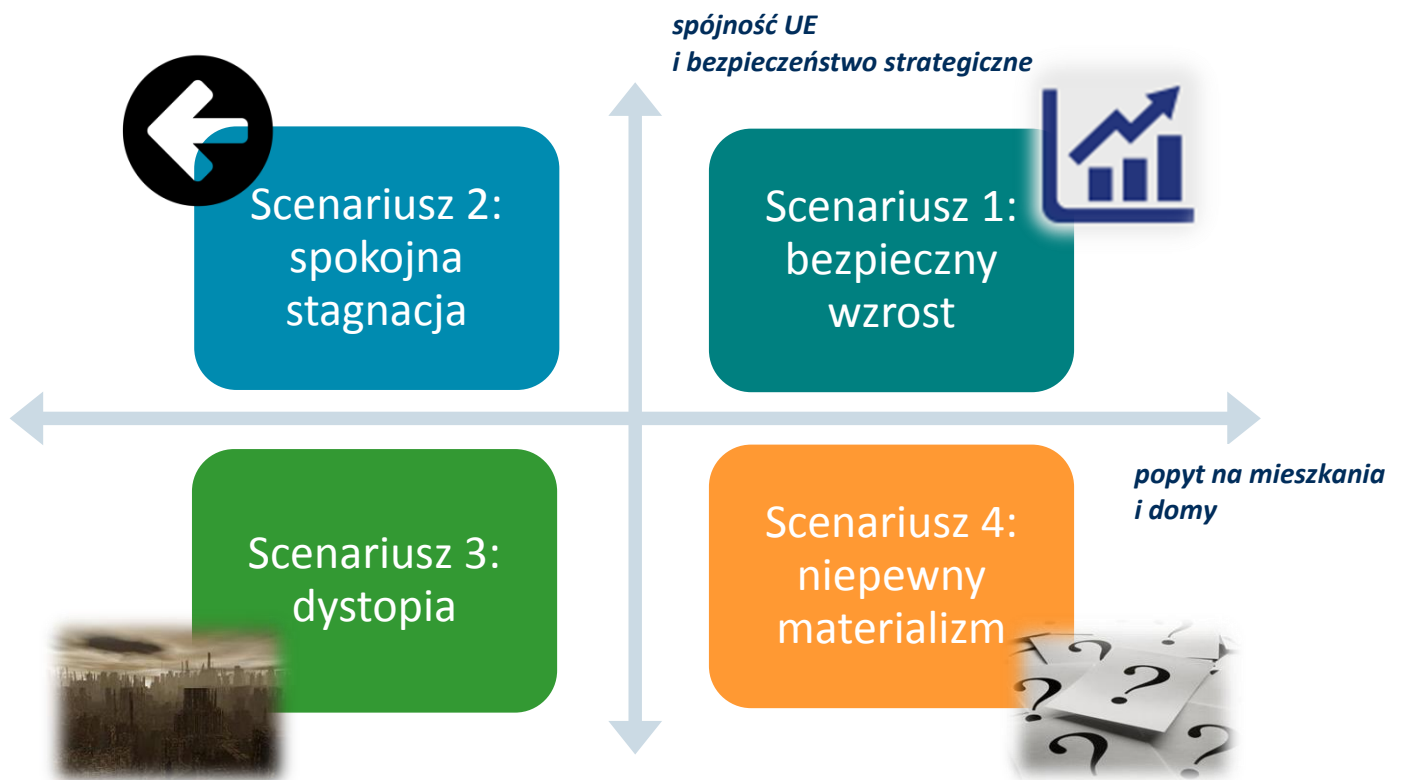 spójność UE
i bezpieczeństwo strategiczne
Scenariusz 2:
spokojna
stagnacja
Scenariusz 1:
bezpieczny
wzrost
popyt na mieszkania
i domy
Scenariusz 3:
dystopia
Scenariusz 4:
niepewny
materializm
? ? ? ? ?